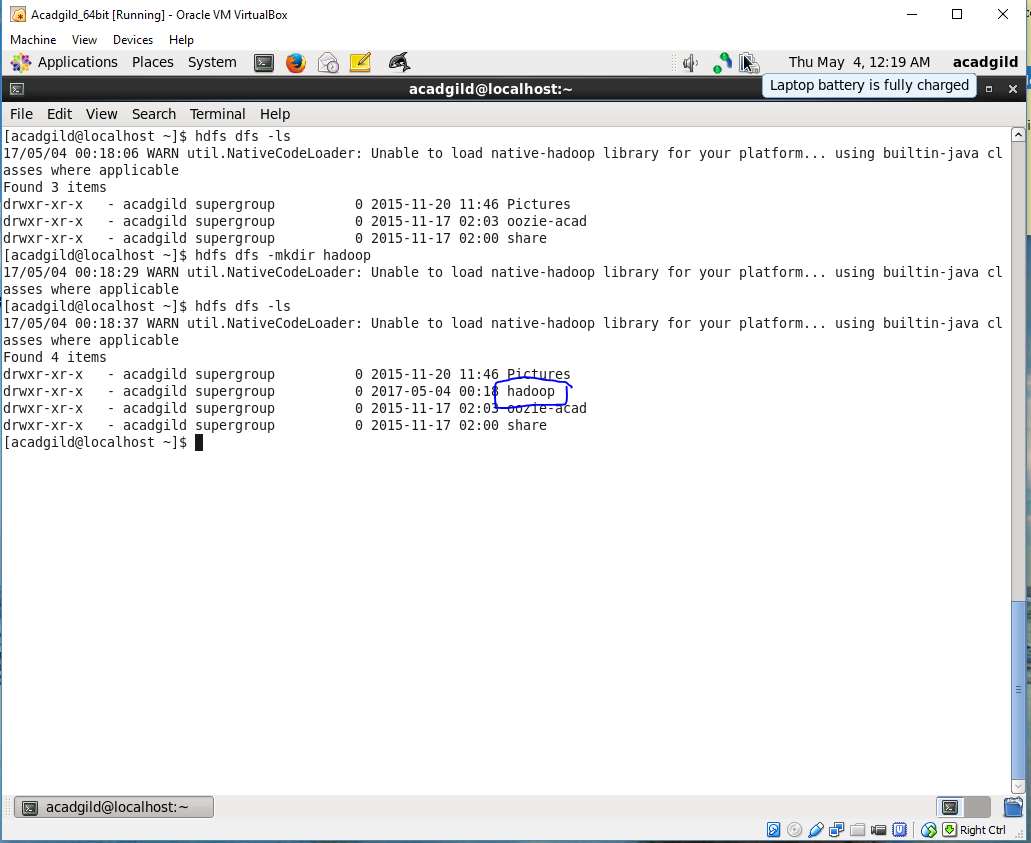 Acadgild_64bit [Running] - Oracle VM VirtualBox
Machine View Devices Help
Applications Places System Thu May 4, 12:19 AM acadgild
acadgild@localhost:~
Laptop battery is fully charged
File Edit View Search Terminal Help
[acadgild@localhost ~]$ hdfs dfs -ls
17/05/04 00:18:06 WARN util.NativeCodeLoader: Unable to load native-hadoop library for your platform... using builtin-java cl
asses where applicable
Found 3 items
drwxr-xr-x   - acadgild supergroup          0 2015-11-20 11:46 Pictures
drwxr-xr-x   - acadgild supergroup          0 2015-11-17 02:03 oozie-acad
drwxr-xr-x   - acadgild supergroup          0 2015-11-17 02:00 share
[acadgild@localhost ~]$ hdfs dfs -mkdir hadoop
17/05/04 00:18:29 WARN util.NativeCodeLoader: Unable to load native-hadoop library for your platform... using builtin-java cl
asses where applicable
[acadgild@localhost ~]$ hdfs dfs -ls
17/05/04 00:18:37 WARN util.NativeCodeLoader: Unable to load native-hadoop library for your platform... using builtin-java cl
asses where applicable
Found 4 items
drwxr-xr-x   - acadgild supergroup          0 2015-11-20 11:46 Pictures
drwxr-xr-x   - acadgild supergroup          0 2017-05-04 00:18 hadoop
drwxr-xr-x   - acadgild supergroup          0 2015-11-17 02:03 oozie-acad
drwxr-xr-x   - acadgild supergroup          0 2015-11-17 02:00 share
[acadgild@localhost ~]$
acadgild@localhost:~
Right Ctrl